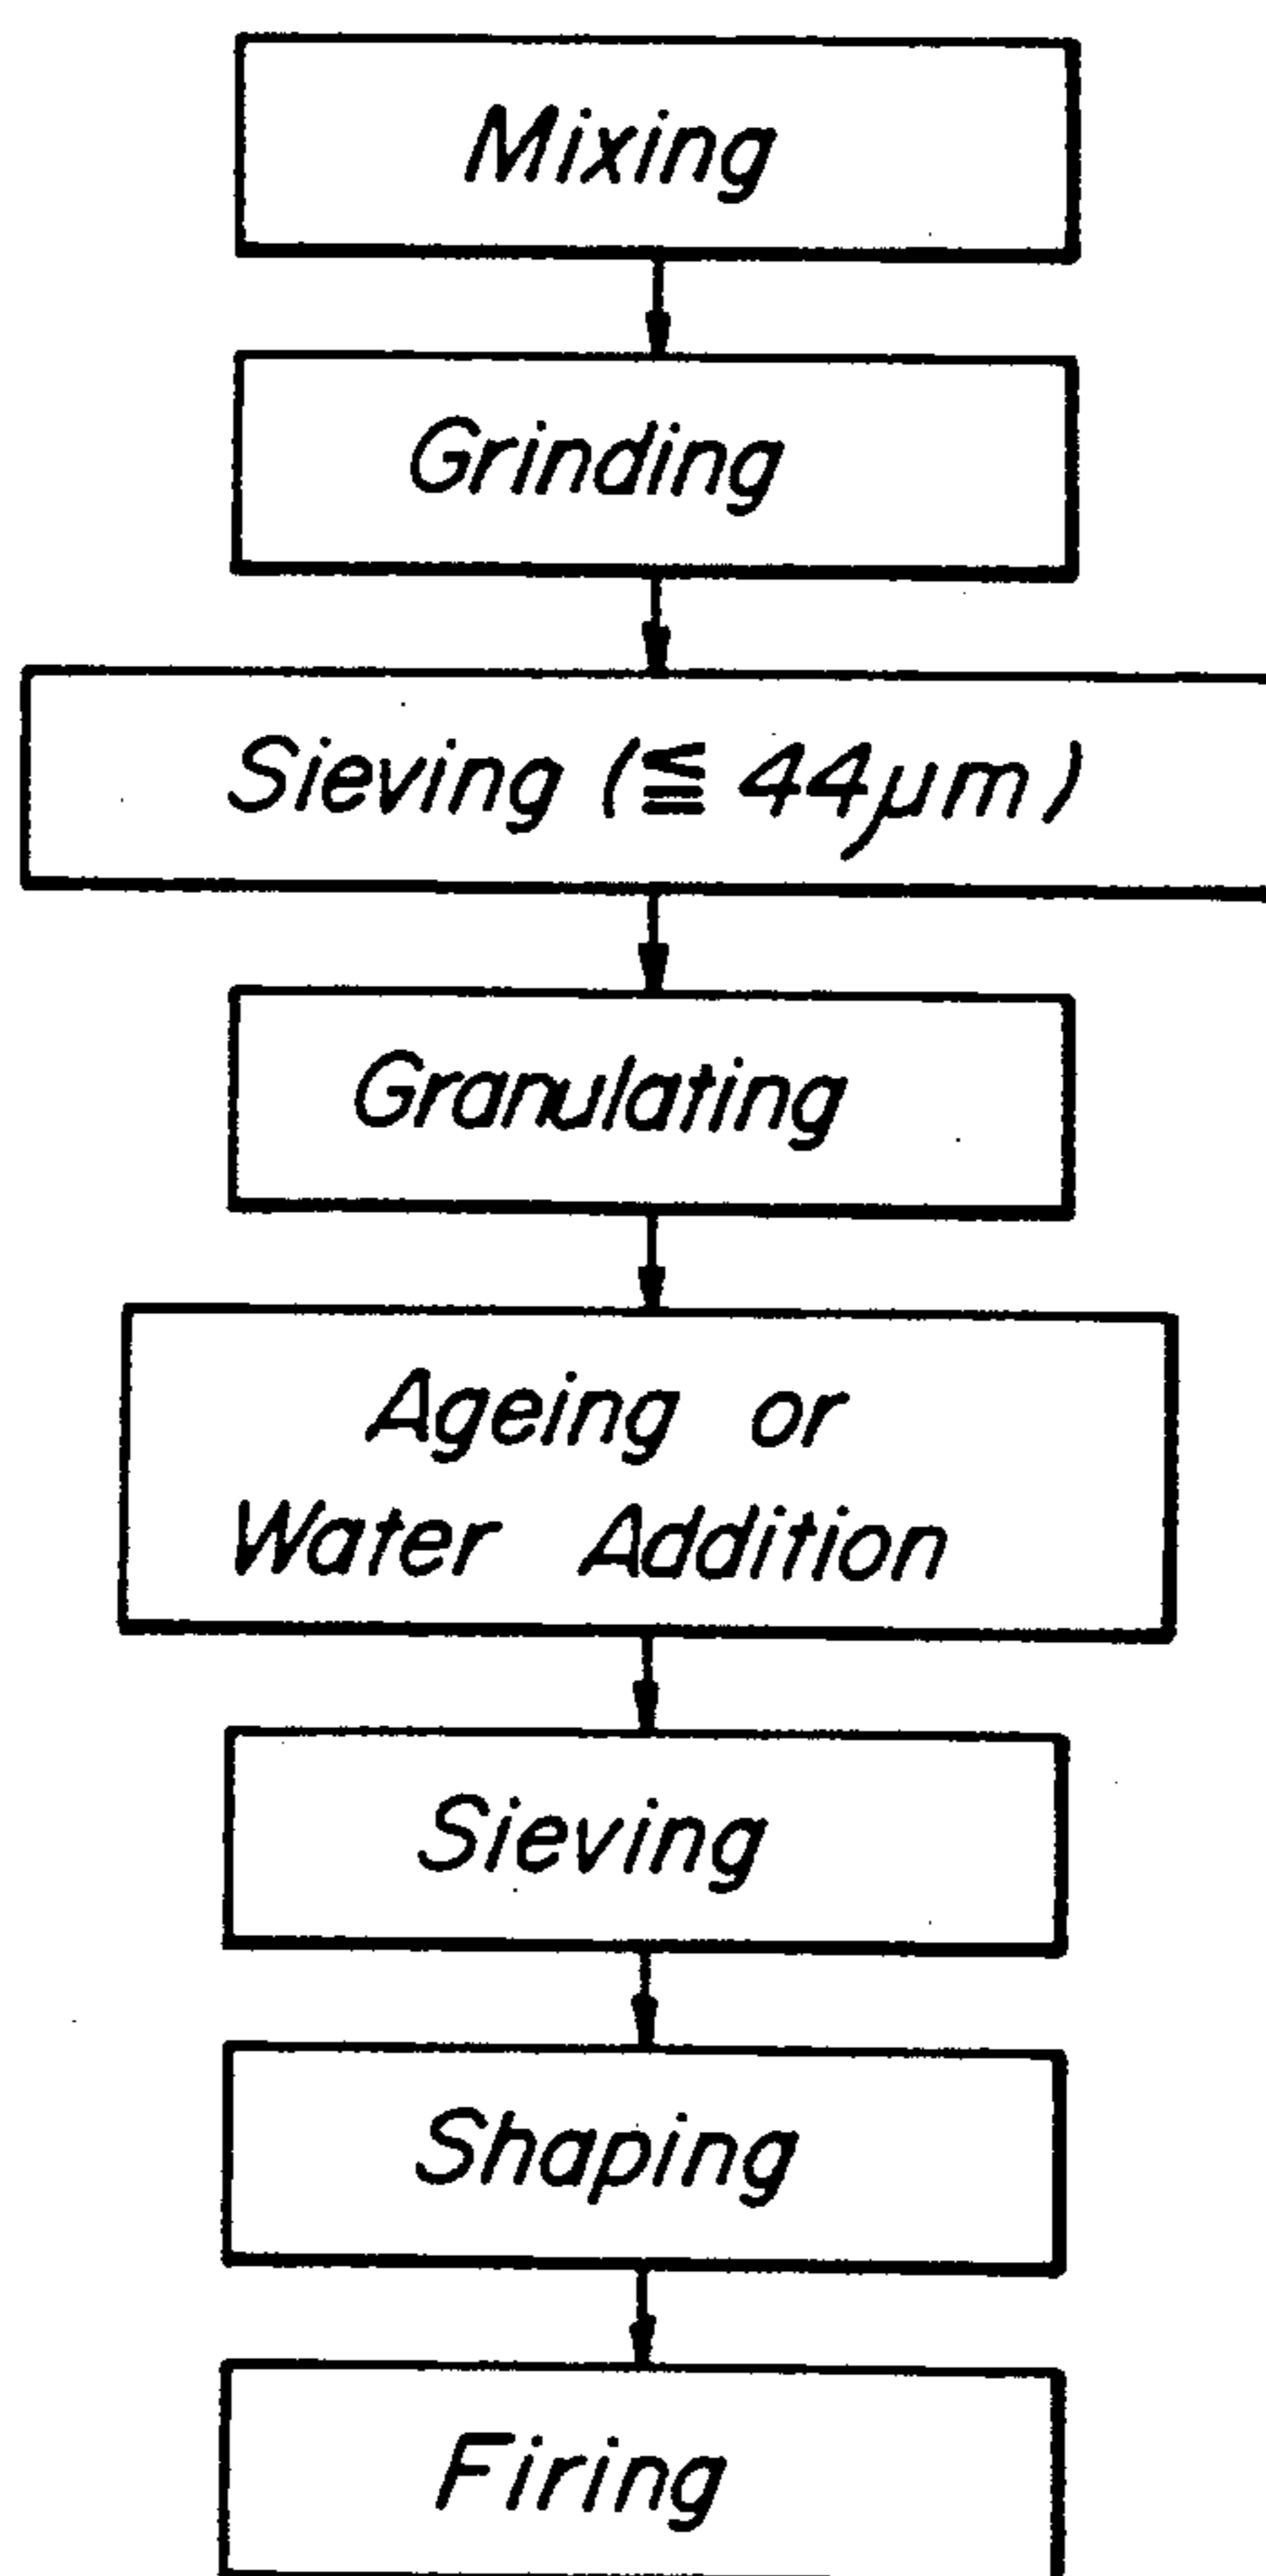 Mixing
Grinding
Sieving (≦ 44μm)
Granulating
Ageing or
Water Addition
Sieving
Shaping
Firing